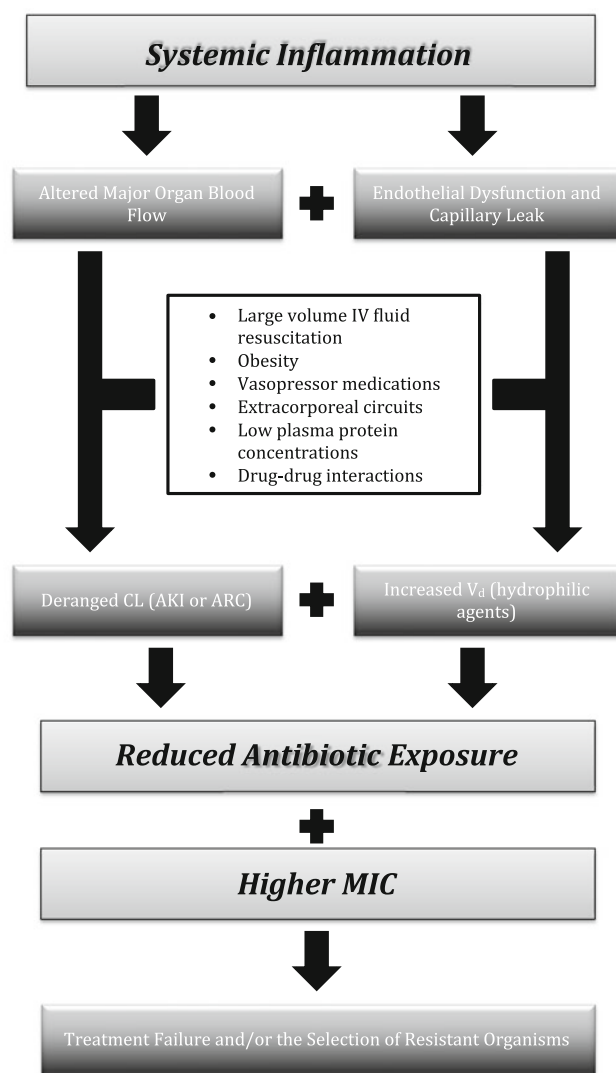 Systemic Inflammation
Altered Major Organ Blood
Flow
Endothelial Dysfunction and
Capillary Leak
• Large volume IV fluid
resuscitation
• Obesity
• Vasopressor medications
• Extracorporeal circuits
• Low plasma protein
concentrations
• Drug-drug interactions
Deranged CL (AKI or ARC)
Increased Vd (hydrophilic
agents)
Reduced Antibiotic Exposure
Higher MIC
Treatment Failure and/or the Selection of Resistant Organisms